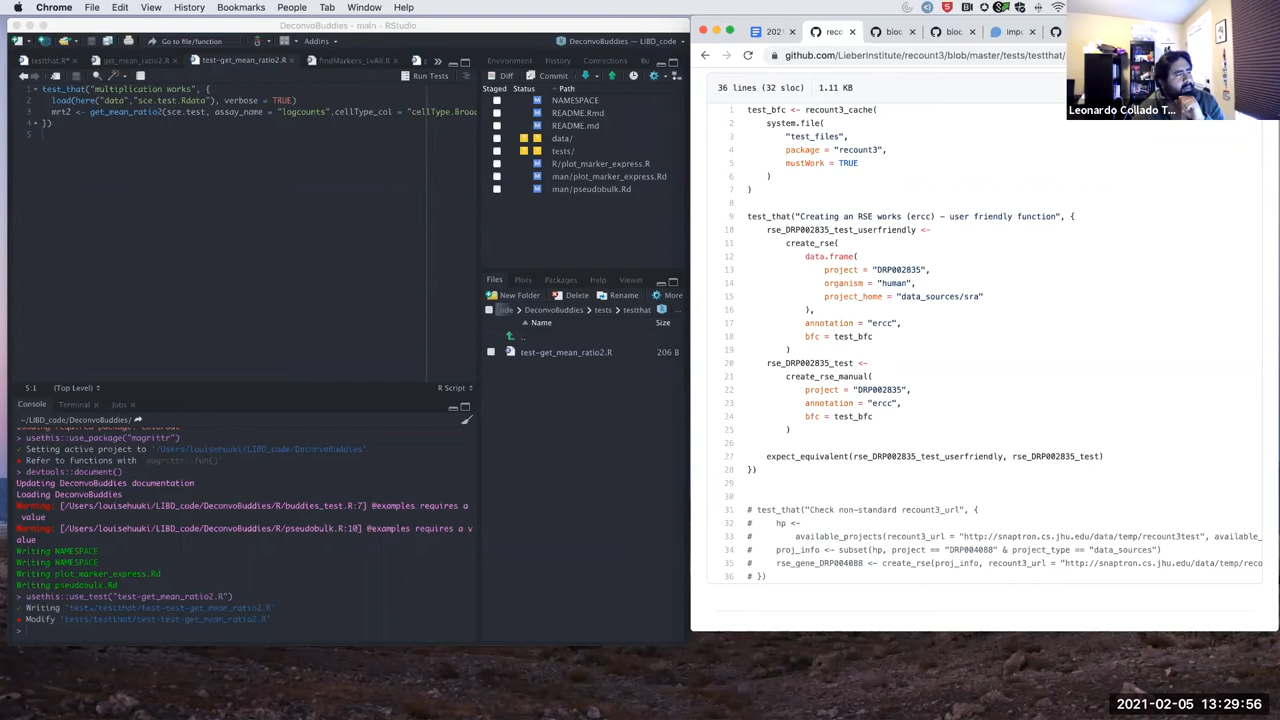 Chrome File Edit View History Bookmarks People Tab Window Help
DeconvoBuddies - main - RStudio
Go to file/function Addins DeconvoBuddies — LIBD_code
testthat.R get_mean_ratio2.R test-get_mean_ratio2.R findMarkers_1vAll.R
Run Tests
1 test_that("multiplication works", {
2 load(here("data","sce.test.Rdata"), verbose = TRUE)
3 mrt2 <- get_mean_ratio2(sce.test, assay_name = "logcounts",cellType_col = "cellType.Broa
4 })
5
5:1 (Top Level) R Script
Console Terminal Jobs
~/LIBD_code/DeconvoBuddies/
> usethis::use_package("magrittr")
✓ Setting active project to '/Users/louisehuuki/LIBD_code/DeconvoBuddies'
● Refer to functions with `magrittr::fun()`
> devtools::document()
Updating DeconvoBuddies documentation
Loading DeconvoBuddies
Warning: [/Users/louisehuuki/LIBD_code/DeconvoBuddies/R/buddies_test.R:7] @examples requires a
value
Warning: [/Users/louisehuuki/LIBD_code/DeconvoBuddies/R/pseudobulk.R:10] @examples requires a v
alue
Writing NAMESPACE
Writing NAMESPACE
Writing plot_marker_express.Rd
Writing pseudobulk.Rd
> usethis::use_test("test-get_mean_ratio2.R")
✓ Writing 'tests/testthat/test-test-get_mean_ratio2.R'
● Modify 'tests/testthat/test-test-get_mean_ratio2.R'
>
Environment History Connections
Diff Commit
Staged Status Path
NAMESPACE
README.Rmd
README.md
data/
tests/
R/plot_marker_express.R
man/plot_marker_express.Rd
man/pseudobulk.Rd
Files Plots Packages Help Viewer
New Folder Delete Rename More
DeconvoBuddies tests testthat
Name Size
..
test-get_mean_ratio2.R 206 B
github.com/LieberInstitute/recount3/blob/master/tests/testthat
36 lines (32 sloc) 1.11 KB
1 test_bfc <- recount3_cache(
2 system.file(
3 "test_files",
4 package = "recount3",
5 mustWork = TRUE
6 )
7 )
8
9 test_that("Creating an RSE works (ercc) - user friendly function", {
10 rse_DRP002835_test_userfriendly <-
11 create_rse(
12 data.frame(
13 project = "DRP002835",
14 organism = "human",
15 project_home = "data_sources/sra"
16 ),
17 annotation = "ercc",
18 bfc = test_bfc
19 )
20 rse_DRP002835_test <-
21 create_rse_manual(
22 project = "DRP002835",
23 annotation = "ercc",
24 bfc = test_bfc
25 )
26
27 expect_equivalent(rse_DRP002835_test_userfriendly, rse_DRP002835_test)
28 })
29
30
31 # test_that("Check non-standard recount3_url", {
32 # hp <-
33 # available_projects(recount3_url = "http://snaptron.cs.jhu.edu/data/temp/recount3test", available_
34 # proj_info <- subset(hp, project == "DRP004088" & project_type == "data_sources")
35 # rse_gene_DRP004088 <- create_rse(proj_info, recount3_url = "http://snaptron.cs.jhu.edu/data/temp/reco
36 # })
Leonardo Collado T...
2021-02-05 13:29:56